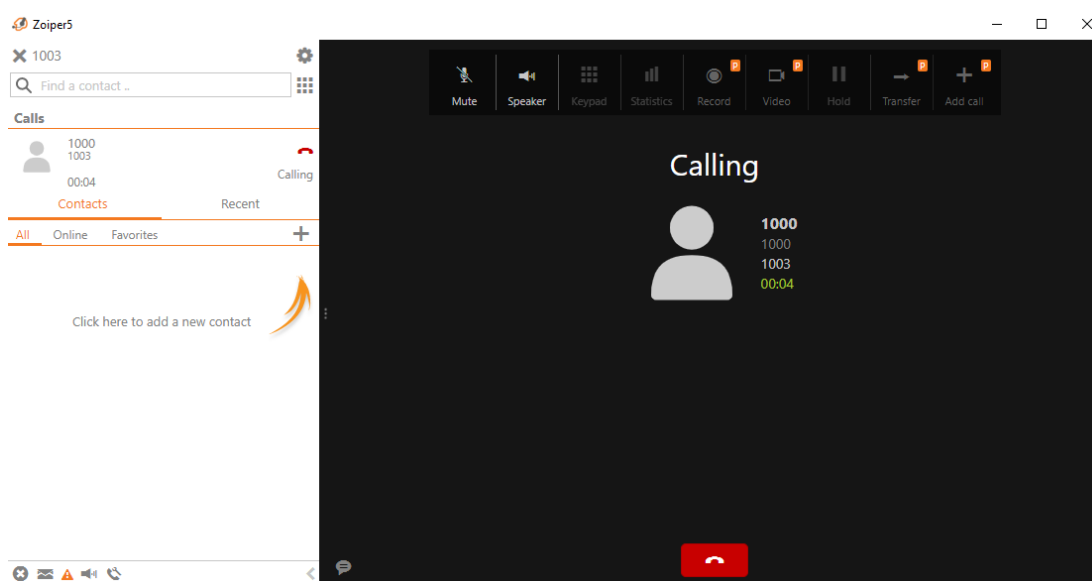 Zoiper5
1003
Find a contact ..
Calls
1000
1003
00:04
Calling
Contacts Recent
All Online Favorites
Click here to add a new contact
Mute Speaker Keypad Statistics Record Video Hold Transfer Add call
p p p p
Calling
1000
1000
1003
00:04